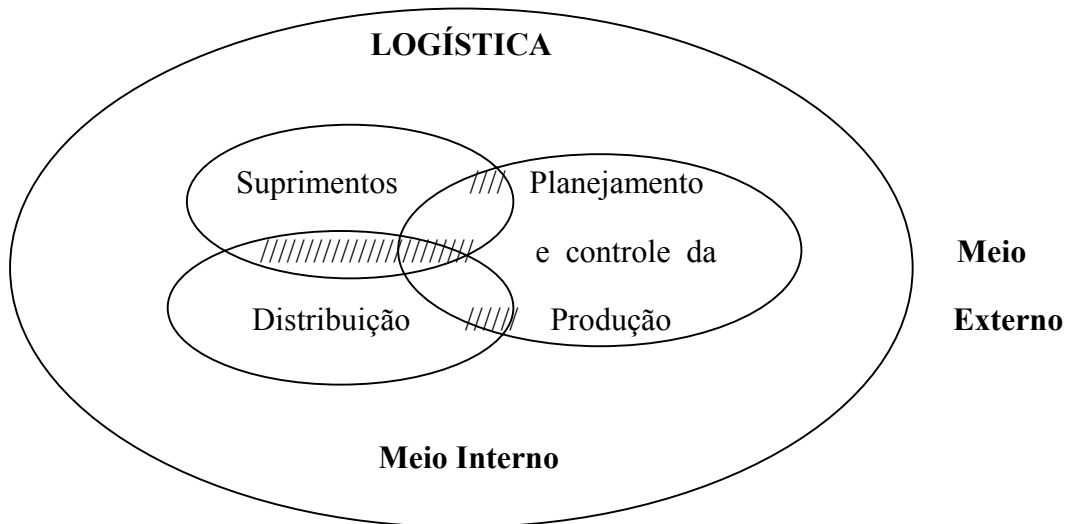 LOGÍSTICA
Suprimentos
Planejamento
e controle da
Produção
Distribuição
Meio
Externo
Meio Interno